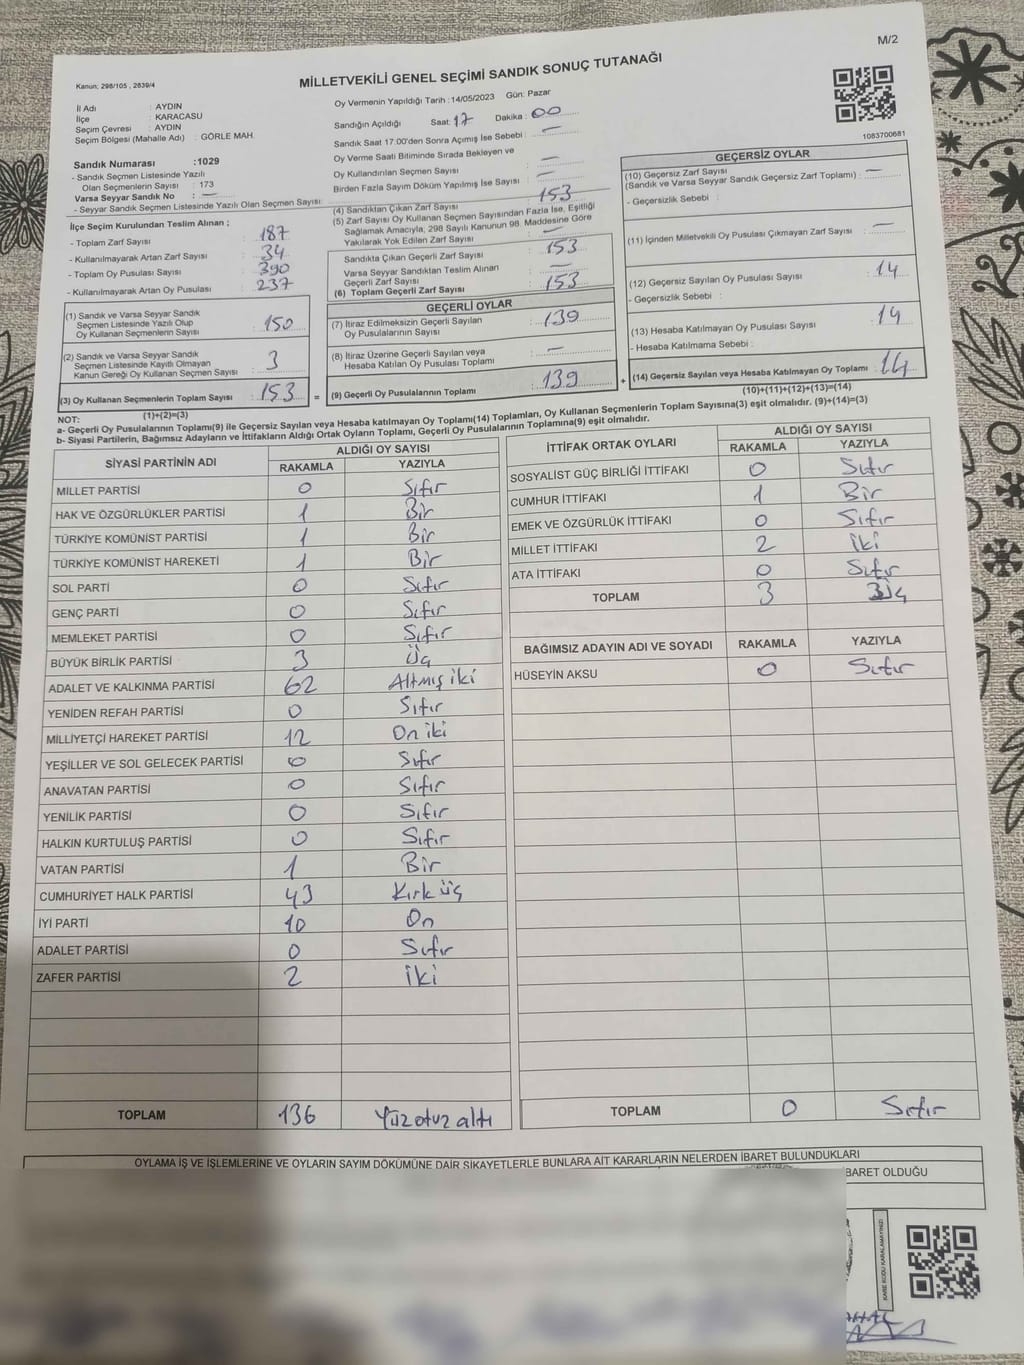 M/2
Kanun; 298/105 , 2839/4
MİLLETVEKİLİ GENEL SEÇİMİ SANDIK SONUÇ TUTANAĞI
1083700681
İl Adı : AYDIN
İlçe : KARACASU
Seçim Çevresi : AYDIN
Seçim Bölgesi (Mahalle Adı) : GÖRLE MAH.
Sandık Numarası :1029
- Sandık Seçmen Listesinde Yazılı
Olan Seçmenlerin Sayısı : 173
Varsa Seyyar Sandık No : —
- Seyyar Sandık Seçmen Listesinde Yazılı Olan Seçmen Sayısı:
İlçe Seçim Kurulundan Teslim Alınan ;
- Toplam Zarf Sayısı : 187
- Kullanılmayarak Artan Zarf Sayısı : 34
- Toplam Oy Pusulası Sayısı : 390
- Kullanılmayarak Artan Oy Pusulası : 237
(1) Sandık ve Varsa Seyyar Sandık
Seçmen Listesinde Yazılı Olup
Oy Kullanan Seçmenlerin Sayısı : 150
(2) Sandık ve Varsa Seyyar Sandık
Seçmen Listesinde Kayıtlı Olmayan
Kanun Gereği Oy Kullanan Seçmen Sayısı : 3
(3) Oy Kullanan Seçmenlerin Toplam Sayısı : 153 =
(1)+(2)=(3)
Oy Vermenin Yapıldığı Tarih : 14/05/2023 Gün: Pazar
Sandığın Açıldığı Saat: 17 Dakika : 00
Sandık Saat 17:00'den Sonra Açımış İse Sebebi : —
Oy Verme Saati Bitiminde Sırada Bekleyen ve
Oy Kullandırılan Seçmen Sayısı : —
Birden Fazla Sayım Döküm Yapılmış İse Sayısı : —
(4) Sandıktan Çıkan Zarf Sayısı : 153
(5) Zarf Sayısı Oy Kullanan Seçmen Sayısından Fazla İse, Eşitliği
Sağlamak Amacıyla, 298 Sayılı Kanunun 98. Maddesine Göre
Yakılarak Yok Edilen Zarf Sayısı : —
Sandıkta Çıkan Geçerli Zarf Sayısı : 153
Varsa Seyyar Sandıktan Teslim Alınan
Geçerli Zarf Sayısı : —
(6) Toplam Geçerli Zarf Sayısı : 153
GEÇERLİ OYLAR
(7) İtiraz Edilmeksizin Geçerli Sayılan
Oy Pusulalarının Sayısı : 139
(8) İtiraz Üzerine Geçerli Sayılan veya
Hesaba Katılan Oy Pusulası Toplamı : —
(9) Geçerli Oy Pusulalarının Toplamı : 139 +
GEÇERSİZ OYLAR
(10) Geçersiz Zarf Sayısı
(Sandık ve Varsa Seyyar Sandık Geçersiz Zarf Toplamı) : —
- Geçersizlik Sebebi :
(11) İçinden Milletvekili Oy Pusulası Çıkmayan Zarf Sayısı : —
(12) Geçersiz Sayılan Oy Pusulası Sayısı : 14
- Geçersizlik Sebebi :
(13) Hesaba Katılmayan Oy Pusulası Sayısı : 14
- Hesaba Katılmama Sebebi :
(14) Geçersiz Sayılan veya Hesaba Katılmayan Oy Toplamı : 14
(10)+(11)+(12)+(13)=(14)
NOT:
a- Geçerli Oy Pusulalarının Toplamı(9) ile Geçersiz Sayılan veya Hesaba katılmayan Oy Toplamı(14) Toplamları, Oy Kullanan Seçmenlerin Toplam Sayısına(3) eşit olmalıdır. (9)+(14)=(3)
b- Siyasi Partilerin, Bağımsız Adayların ve İttifakların Aldığı Ortak Oyların Toplamı, Geçerli Oy Pusulalarının Toplamına(9) eşit olmalıdır.
SİYASİ PARTİNİN ADI ALDIĞI OY SAYISI
RAKAMLA YAZIYLA
MİLLET PARTİSİ 0 Sıfır
HAK VE ÖZGÜRLÜKLER PARTİSİ 1 Bir
TÜRKİYE KOMÜNİST PARTİSİ 1 Bir
TÜRKİYE KOMÜNİST HAREKETİ 1 Bir
SOL PARTİ 0 Sıfır
GENÇ PARTİ 0 Sıfır
MEMLEKET PARTİSİ 0 Sıfır
BÜYÜK BİRLİK PARTİSİ 3 Üç
ADALET VE KALKINMA PARTİSİ 62 Altmış iki
YENİDEN REFAH PARTİSİ 0 Sıfır
MİLLİYETÇİ HAREKET PARTİSİ 12 On iki
YEŞİLLER VE SOL GELECEK PARTİSİ 0 Sıfır
ANAVATAN PARTİSİ 0 Sıfır
YENİLİK PARTİSİ 0 Sıfır
HALKIN KURTULUŞ PARTİSİ 0 Sıfır
VATAN PARTİSİ 1 Bir
CUMHURİYET HALK PARTİSİ 43 Kırk üç
İYİ PARTİ 10 On
ADALET PARTİSİ 0 Sıfır
ZAFER PARTİSİ 2 iki
TOPLAM 136 Yüz otuz altı
İTTİFAK ORTAK OYLARI ALDIĞI OY SAYISI
RAKAMLA YAZIYLA
SOSYALİST GÜÇ BİRLİĞİ İTTİFAKI 0 Sıfır
CUMHUR İTTİFAKI 1 Bir
EMEK VE ÖZGÜRLÜK İTTİFAKI 0 Sıfır
MİLLET İTTİFAKI 2 iki
ATA İTTİFAKI 0 Sıfır
TOPLAM 3 Üç
BAĞIMSIZ ADAYIN ADI VE SOYADI RAKAMLA YAZIYLA
HÜSEYİN AKSU 0 Sıfır
TOPLAM 0 Sıfır
OYLAMA İŞ VE İŞLEMLERİNE VE OYLARIN SAYIM DÖKÜMÜNE DAİR ŞİKAYETLERLE BUNLARA AİT KARARLARIN NELERDEN İBARET BULUNDUKLARI
BARET OLDUĞU
KARE KODU KARALAMAYINIZ!